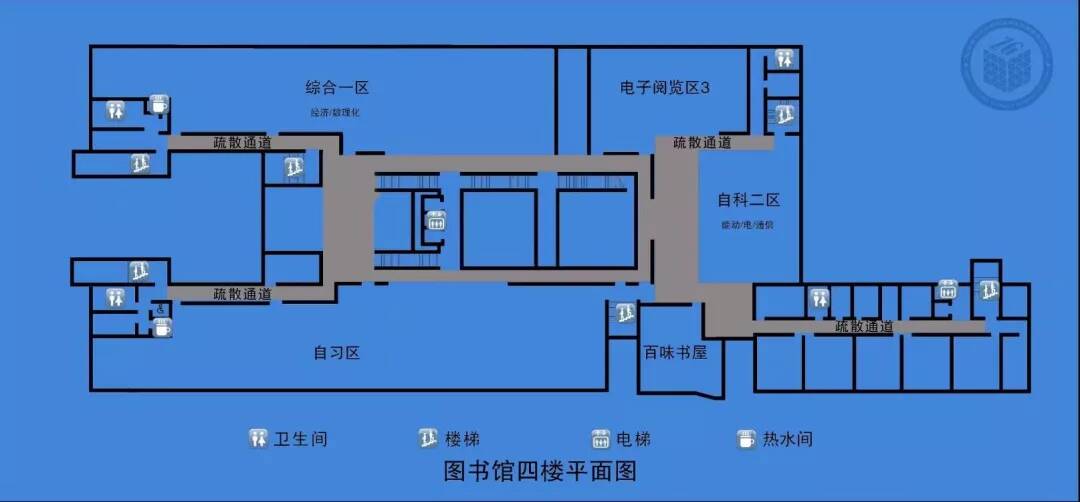 综合一区
经济/数理化
电子阅览区3
疏散通道
疏散通道
自科二区
能动/电/通信
疏散通道
疏散通道
自习区
百味书屋
卫生间
楼梯
电梯
热水间
图书馆四楼平面图